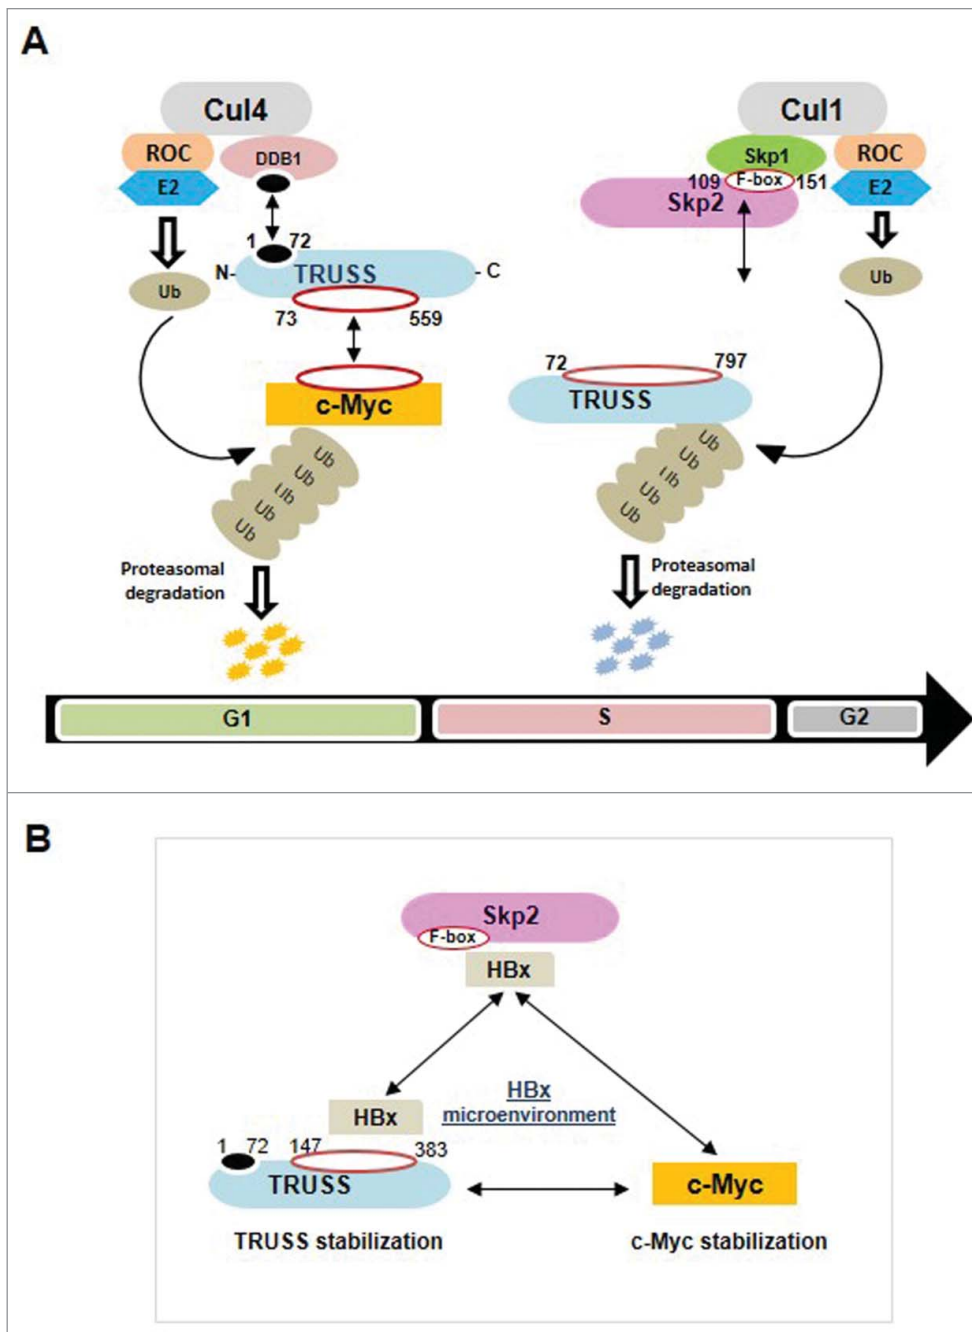 A
Cul4
ROC
DDB1
E2
1
72
N-
TRUSS
- C
Ub
73
559
c-Myc
Ub
Ub
Ub
Ub
Ub
Proteasomal
degradation
Cul1
Skp1
ROC
109
F-box
151
E2
Skp2
Ub
72
797
TRUSS
Ub
Ub
Ub
Ub
Ub
Proteasomal
degradation
G1
S
G2
B
Skp2
F-box
HBx
HBx
HBx
microenvironment
1
72
147
383
TRUSS
c-Myc
TRUSS stabilization
c-Myc stabilization